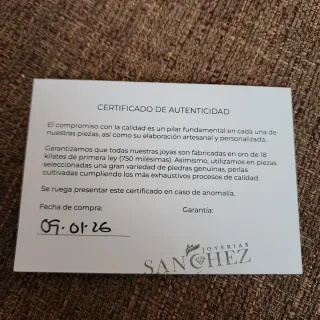 CERTIFICADO DE AUTENTICIDAD
El compromiso con la calidad es un pilar fundamental en cada una de
nuestras piezas, así como su elaboración artesanal y personalizada.
Garantizamos que todas nuestras joyas son fabricadas en oro de 18
kilates de primera ley (750 milésimas). Asimismo, utilizamos en piezas
seleccionadas una gran variedad de piedras genuinas, perlas
cultivadas cumpliendo los más exhaustivos procesos de calidad.
Se ruega presentar este certificado en caso de anomalía.
Fecha de compra: Garantía:
09.01.26
JOYERIAS
SANCHEZ